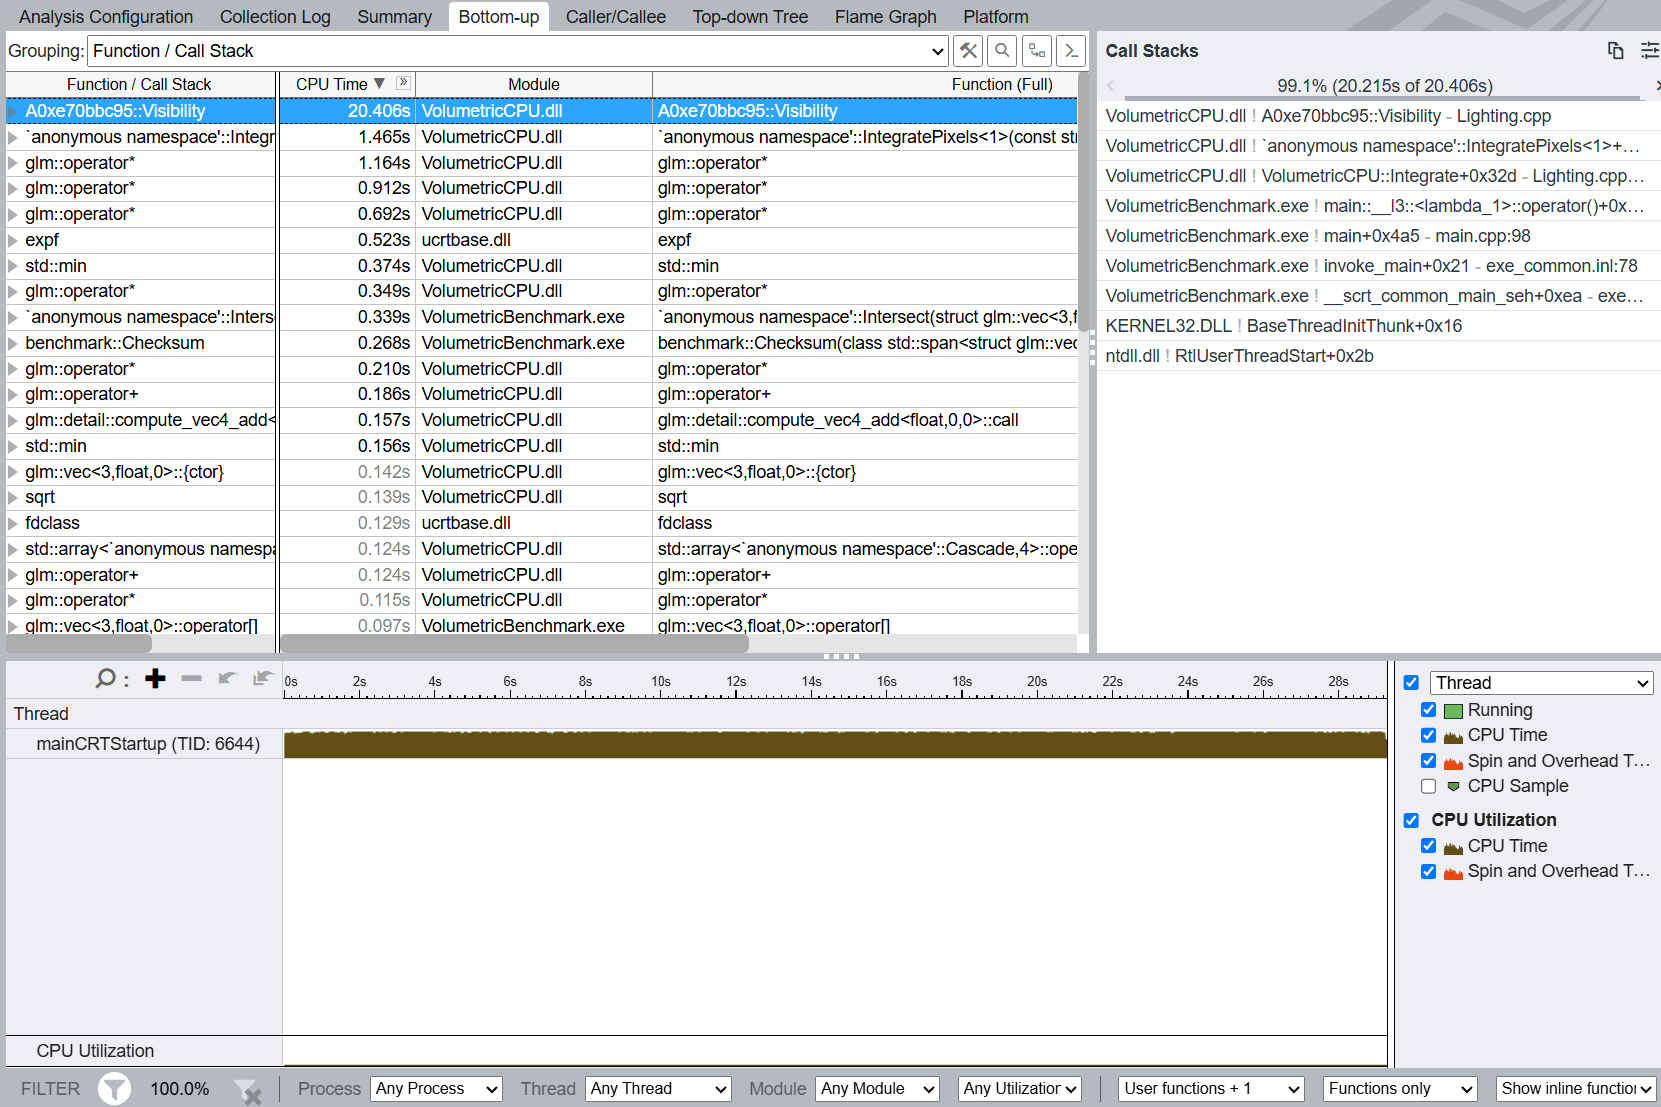 Analysis Configuration Collection Log Summary Bottom-up Caller/Callee Top-down Tree Flame Graph Platform
Grouping: Function / Call Stack
Function / Call Stack CPU Time ▼ » Module Function (Full)
A0xe70bbc95::Visibility 20.406s VolumetricCPU.dll A0xe70bbc95::Visibility
`anonymous namespace'::Integr 1.465s VolumetricCPU.dll `anonymous namespace'::IntegratePixels<1>(const str
glm::operator* 1.164s VolumetricCPU.dll glm::operator*
glm::operator* 0.912s VolumetricCPU.dll glm::operator*
glm::operator* 0.692s VolumetricCPU.dll glm::operator*
expf 0.523s ucrtbase.dll expf
std::min 0.374s VolumetricCPU.dll std::min
glm::operator* 0.349s VolumetricCPU.dll glm::operator*
`anonymous namespace'::Interse 0.339s VolumetricBenchmark.exe `anonymous namespace'::Intersect(struct glm::vec<3,f
benchmark::Checksum 0.268s VolumetricBenchmark.exe benchmark::Checksum(class std::span<struct glm::vec
glm::operator* 0.210s VolumetricCPU.dll glm::operator*
glm::operator+ 0.186s VolumetricCPU.dll glm::operator+
glm::detail::compute_vec4_add< 0.157s VolumetricCPU.dll glm::detail::compute_vec4_add<float,0,0>::call
std::min 0.156s VolumetricCPU.dll std::min
glm::vec<3,float,0>::{ctor} 0.142s VolumetricCPU.dll glm::vec<3,float,0>::{ctor}
sqrt 0.139s VolumetricCPU.dll sqrt
fdclass 0.129s ucrtbase.dll fdclass
std::array<`anonymous namespa 0.124s VolumetricCPU.dll std::array<`anonymous namespace'::Cascade,4>::ope
glm::operator+ 0.124s VolumetricCPU.dll glm::operator+
glm::operator* 0.115s VolumetricCPU.dll glm::operator*
glm::vec<3,float,0>::operator[] 0.097s VolumetricBenchmark.exe glm::vec<3,float,0>::operator[]
Call Stacks
99.1% (20.215s of 20.406s)
VolumetricCPU.dll ! A0xe70bbc95::Visibility - Lighting.cpp
VolumetricCPU.dll ! `anonymous namespace'::IntegratePixels<1>+…
VolumetricCPU.dll ! VolumetricCPU::Integrate+0x32d - Lighting.cpp…
VolumetricBenchmark.exe ! main::__l3::<lambda_1>::operator()+0x…
VolumetricBenchmark.exe ! main+0x4a5 - main.cpp:98
VolumetricBenchmark.exe ! invoke_main+0x21 - exe_common.inl:78
VolumetricBenchmark.exe ! __scrt_common_main_seh+0xea - exe…
KERNEL32.DLL ! BaseThreadInitThunk+0x16
ntdll.dll ! RtlUserThreadStart+0x2b
: 0s 2s 4s 6s 8s 10s 12s 14s 16s 18s 20s 22s 24s 26s 28s
Thread
mainCRTStartup (TID: 6644)
CPU Utilization
Thread
Running
CPU Time
Spin and Overhead T…
CPU Sample
CPU Utilization
CPU Time
Spin and Overhead T…
FILTER 100.0% Process Any Process Thread Any Thread Module Any Module Any Utilization User functions + 1 Functions only Show inline function